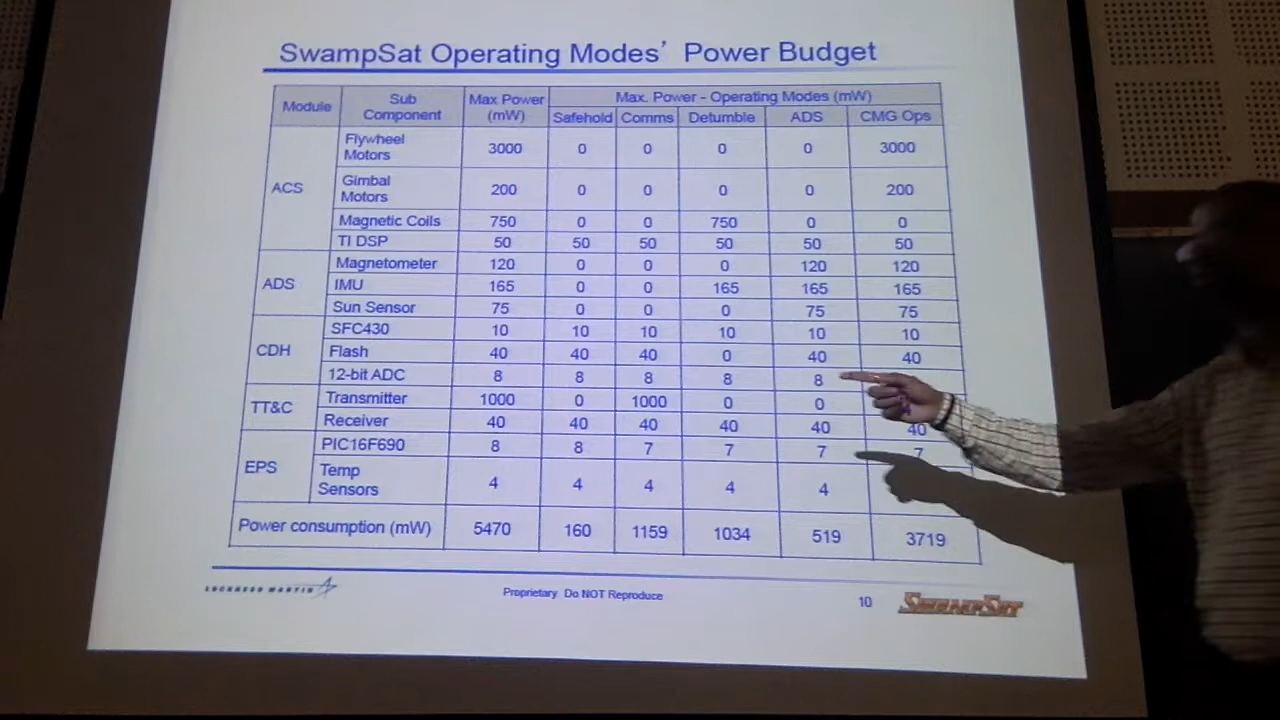 SwampSat Operating Modes' Power Budget
Module Sub Component Max Power (mW) Max. Power - Operating Modes (mW)
Safehold Comms Detumble ADS CMG Ops
ACS Flywheel Motors 3000 0 0 0 0 3000
Gimbal Motors 200 0 0 0 0 200
Magnetic Coils 750 0 0 750 0 0
TI DSP 50 50 50 50 50 50
ADS Magnetometer 120 0 0 0 120 120
IMU 165 0 0 165 165 165
Sun Sensor 75 0 0 0 75 75
CDH SFC430 10 10 10 10 10 10
Flash 40 40 40 0 40 40
12-bit ADC 8 8 8 8 8
TT&C Transmitter 1000 0 1000 0 0
Receiver 40 40 40 40 40 40
EPS PIC16F690 8 8 7 7 7 7
Temp Sensors 4 4 4 4 4
Power consumption (mW) 5470 160 1159 1034 519 3719
LOCKHEED MARTIN
Proprietary Do NOT Reproduce
10
SWAMPSAT